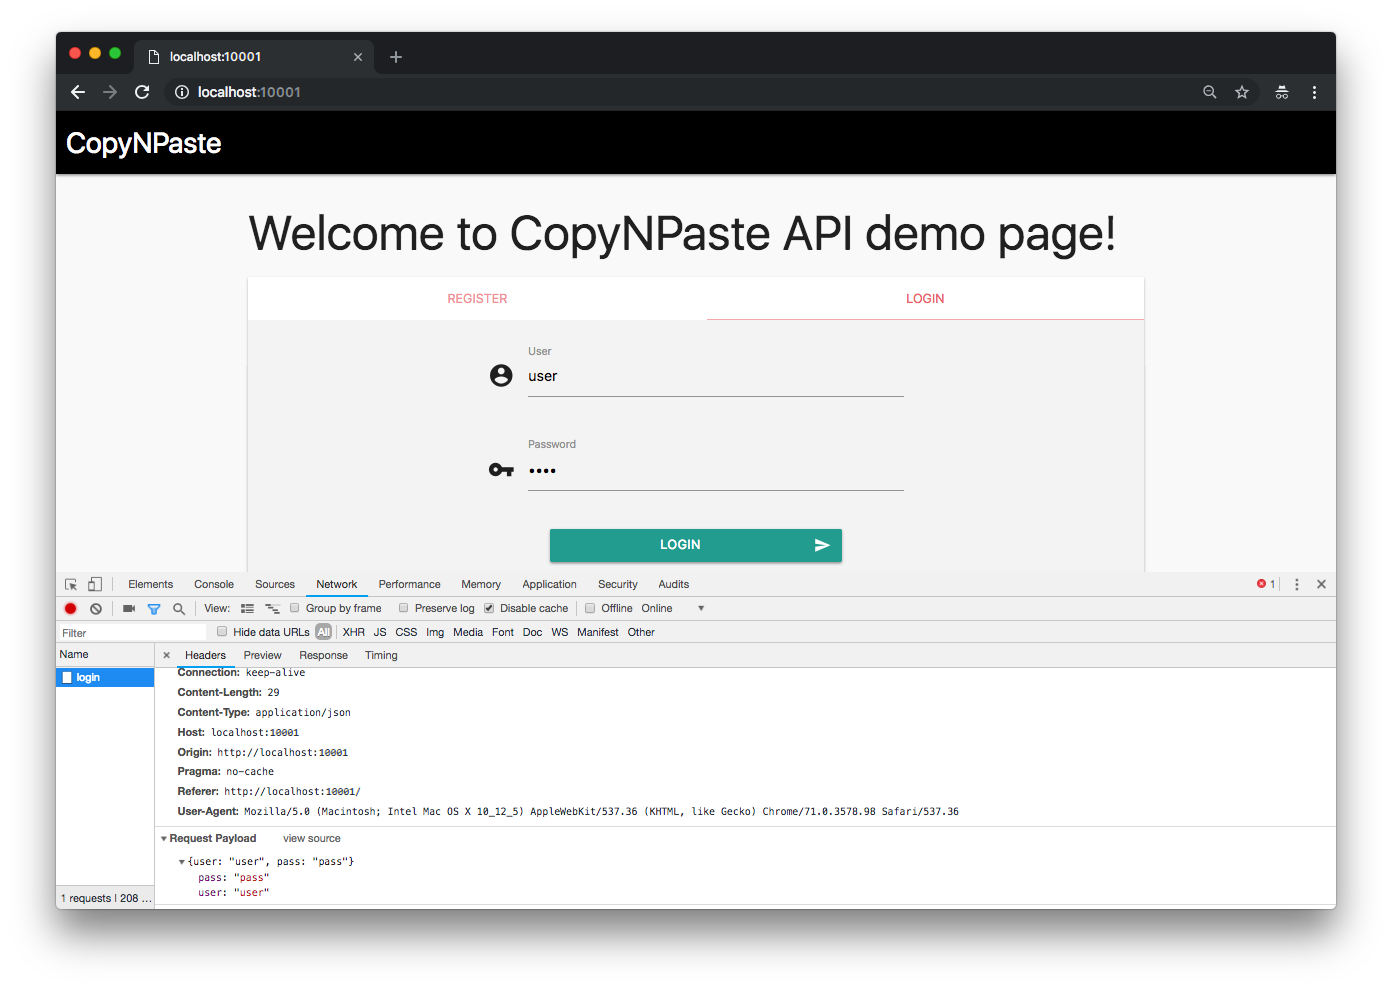 localhost:10001
localhost:10001
CopyNPaste
Welcome to CopyNPaste API demo page!
REGISTER LOGIN
User
user
Password
••••
LOGIN
Elements Console Sources Network Performance Memory Application Security Audits 1
View: Group by frame Preserve log Disable cache Offline Online
Filter Hide data URLs All XHR JS CSS Img Media Font Doc WS Manifest Other
Name Headers Preview Response Timing
login
Connection: keep-alive
Content-Length: 29
Content-Type: application/json
Host: localhost:10001
Origin: http://localhost:10001
Pragma: no-cache
Referer: http://localhost:10001/
User-Agent: Mozilla/5.0 (Macintosh; Intel Mac OS X 10_12_5) AppleWebKit/537.36 (KHTML, like Gecko) Chrome/71.0.3578.98 Safari/537.36
Request Payload view source
{user: "user", pass: "pass"}
pass: "pass"
user: "user"
1 requests | 208 ...